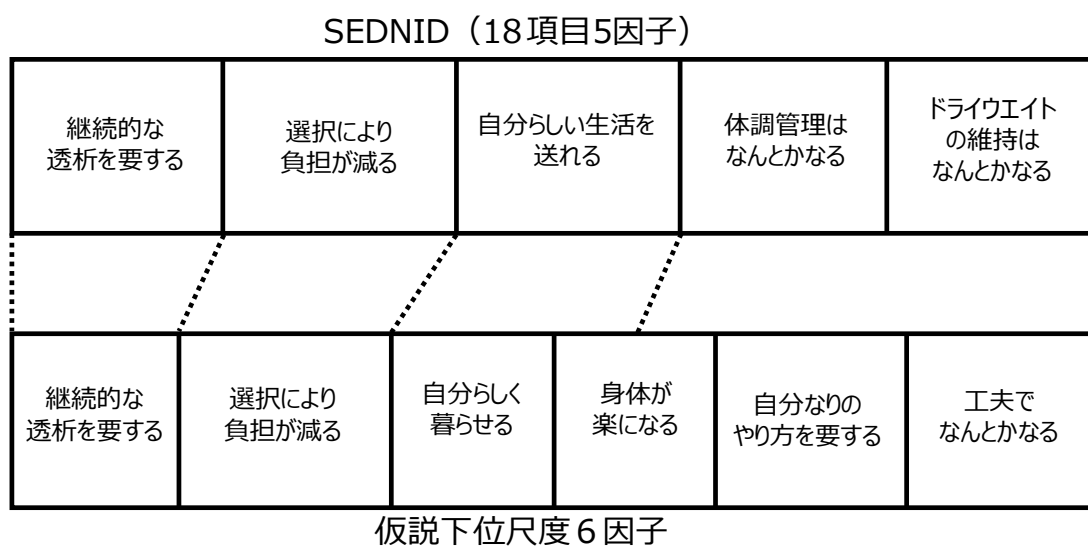 SEDNID（18項目5因子）
継続的な
透析を要する
選択により
負担が減る
自分らしい生活を
送れる
体調管理は
なんとかなる
ドライウエイト
の維持は
なんとかなる
継続的な
透析を要する
選択により
負担が減る
自分らしく
暮らせる
身体が
楽になる
自分なりの
やり方を要する
工夫で
なんとかなる
仮説下位尺度６因子